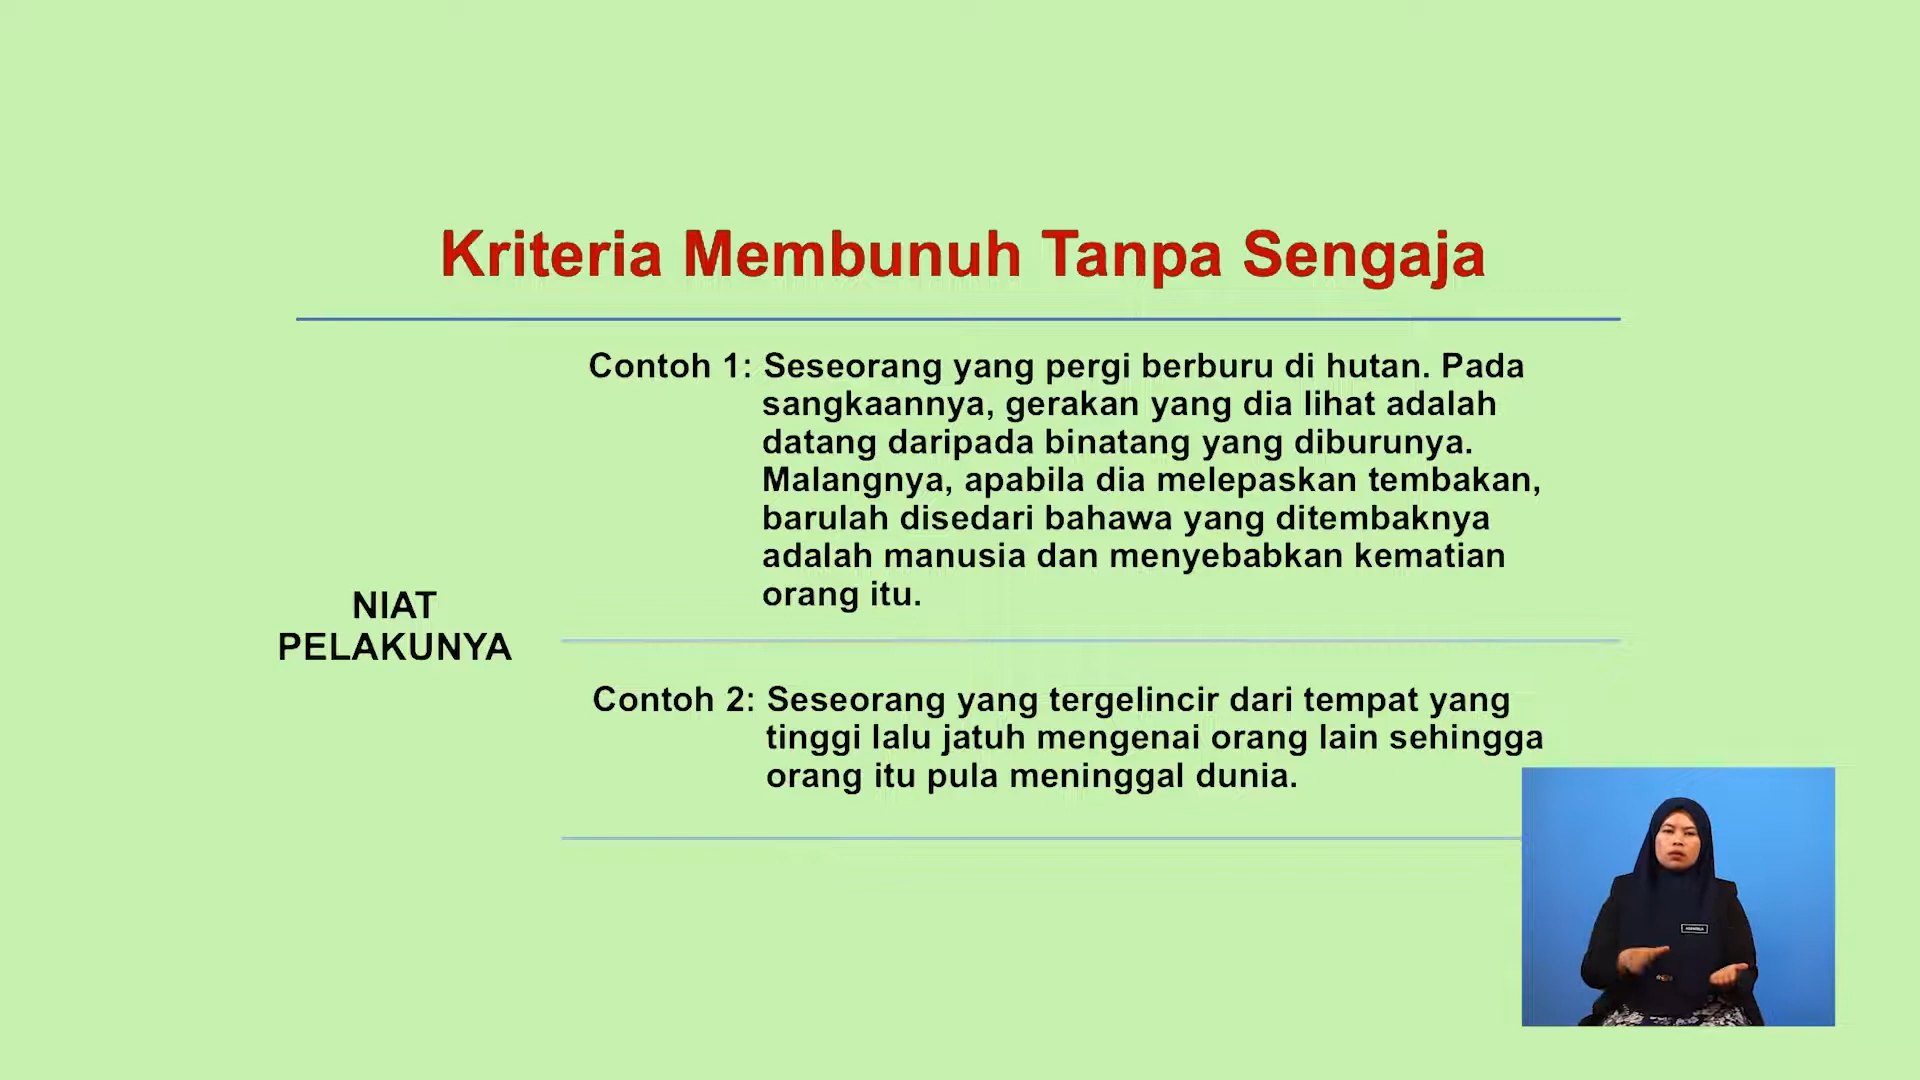 Kriteria Membunuh Tanpa Sengaja
NIAT
PELAKUNYA
Contoh 1: Seseorang yang pergi berburu di hutan. Pada
sangkaannya, gerakan yang dia lihat adalah
datang daripada binatang yang diburunya.
Malangnya, apabila dia melepaskan tembakan,
barulah disedari bahawa yang ditembaknya
adalah manusia dan menyebabkan kematian
orang itu.
Contoh 2: Seseorang yang tergelincir dari tempat yang
tinggi lalu jatuh mengenai orang lain sehingga
orang itu pula meninggal dunia.